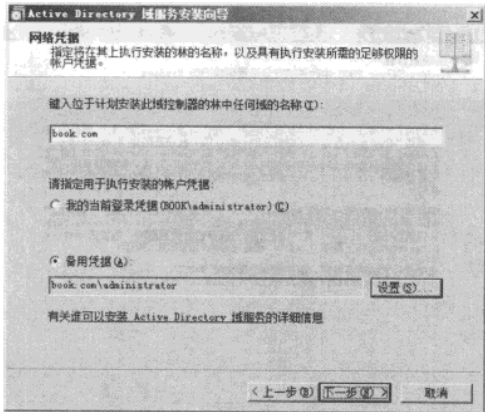 Active Directory 域服务安装向导
网络凭据
指定将在其上执行安装的林的名称，以及具有执行安装所需的足够权限的
帐户凭据。
键入位于计划安装此域控制器的林中任何域的名称(T):
book.com
请指定用于执行安装的帐户凭据:
我的当前登录凭据(BOOK\administrator)(C)
备用凭据(A):
book.com\administrator
设置(S)...
有关谁可以安装 Active Directory 域服务的详细信息
<上一步(B)
下一步(N)>
取消